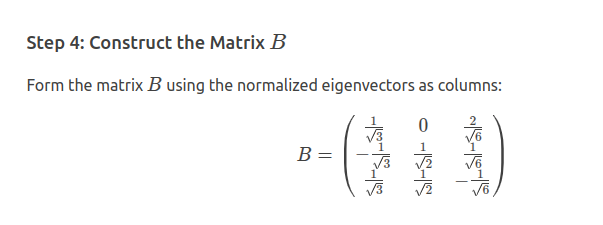 Step 4: Construct the Matrix B
Form the matrix B using the normalized eigenvectors as columns:
B = \begin{pmatrix} \frac{1}{\sqrt{3}} & 0 & \frac{2}{\sqrt{6}} \\ -\frac{1}{\sqrt{3}} & \frac{1}{\sqrt{2}} & \frac{1}{\sqrt{6}} \\ \frac{1}{\sqrt{3}} & \frac{1}{\sqrt{2}} & -\frac{1}{\sqrt{6}} \end{pmatrix}